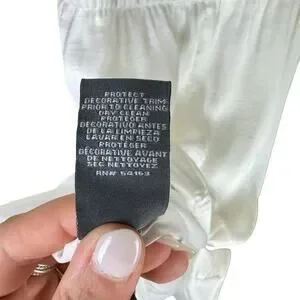 PROTECT
DECORATIVE TRIM
PRIOR TO CLEANING
DRY CLEAN
PROTEGER
DECORATIVO ANTES
DE LA LIMPIEZA
LAVAR EN SECO
PROTÉGER
DÉCORATIVE AVANT
DE NETTOYAGE
SEC NETTOYEZ
RN# 54163